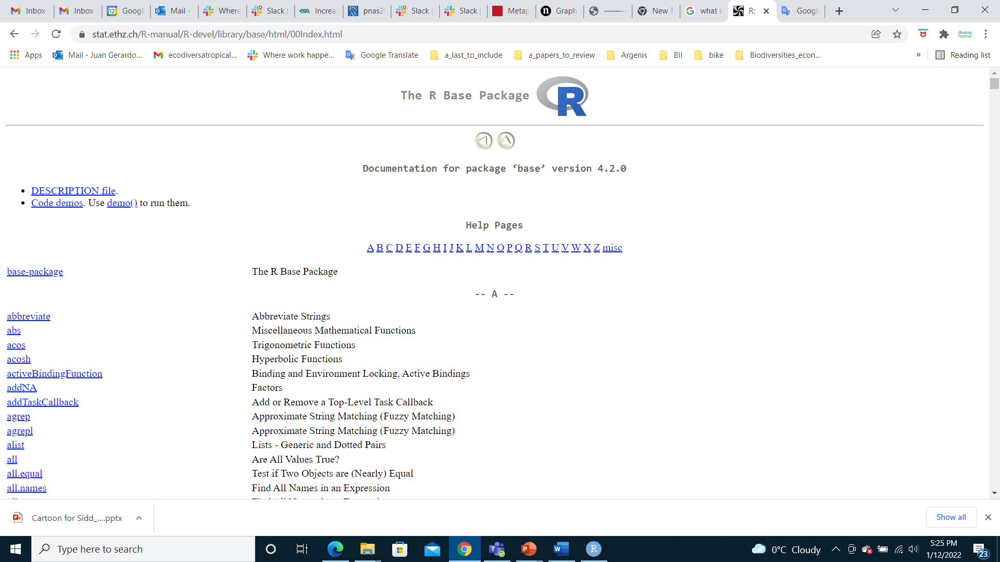 Inbox Inbox Googl Mail - Where Slack esa Increa PNAS pnas2 Slack Slack Metap n Graph New T what i R: Googl
stat.ethz.ch/R-manual/R-devel/library/base/html/00Index.html
Apps Mail - Juan Gerardo... ecodiversatropical... Where work happe... Google Translate a_last_to_include a_papers_to_review Argenis BII bike Biodiversities_econ... » Reading list
The R Base Package R
Documentation for package ‘base’ version 4.2.0
DESCRIPTION file.
Code demos. Use demo() to run them.
Help Pages
A B C D E F G H I J K L M N O P Q R S T U V W X Z misc
base-package The R Base Package
-- A --
abbreviate Abbreviate Strings
abs Miscellaneous Mathematical Functions
acos Trigonometric Functions
acosh Hyperbolic Functions
activeBindingFunction Binding and Environment Locking, Active Bindings
addNA Factors
addTaskCallback Add or Remove a Top-Level Task Callback
agrep Approximate String Matching (Fuzzy Matching)
agrepl Approximate String Matching (Fuzzy Matching)
alist Lists - Generic and Dotted Pairs
all Are All Values True?
all.equal Test if Two Objects are (Nearly) Equal
all.names Find All Names in an Expression
Cartoon for Sidd_....pptx Show all
Type here to search 0°C Cloudy 5:25 PM
1/12/2022 23